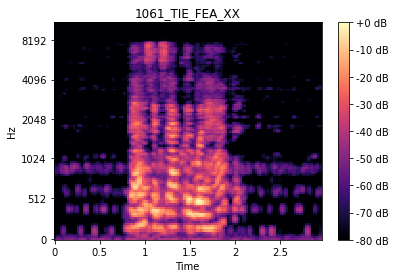 1061_TIE_FEA_XX
Hz
8192
4096
2048
1024
512
0
0
0.5
1
1.5
2
2.5
Time
+0 dB
-10 dB
-20 dB
-30 dB
-40 dB
-50 dB
-60 dB
-70 dB
-80 dB